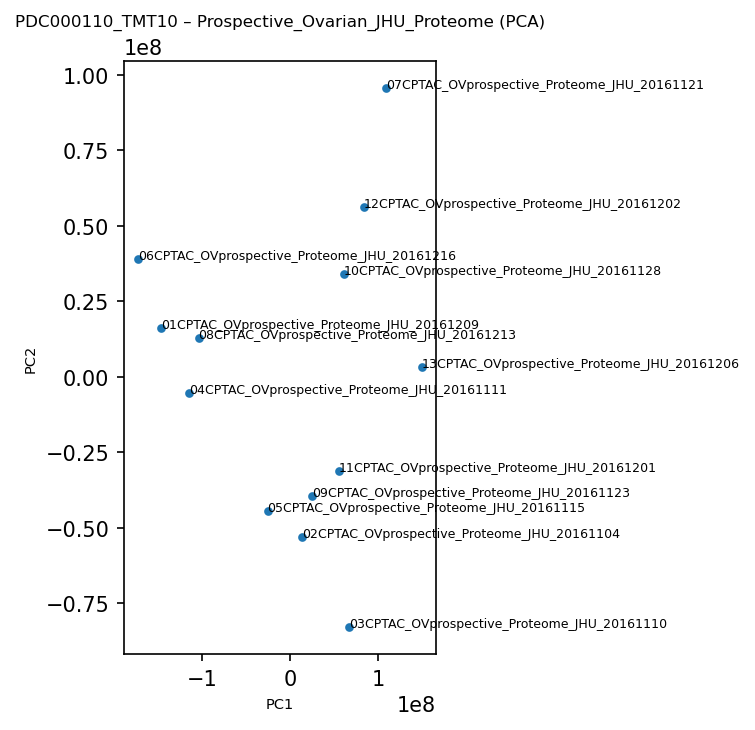 PDC000110_TMT10 – Prospective_Ovarian_JHU_Proteome (PCA)
1e8
1.00
07CPTAC_OVprospective_Proteome_JHU_20161121
0.75
12CPTAC_OVprospective_Proteome_JHU_20161202
0.50
06CPTAC_OVprospective_Proteome_JHU_20161216
10CPTAC_OVprospective_Proteome_JHU_20161128
0.25
01CPTAC_OVprospective_Proteome_JHU_20161209
08CPTAC_OVprospective_Proteome_JHU_20161213
13CPTAC_OVprospective_Proteome_JHU_20161206
0.00
04CPTAC_OVprospective_Proteome_JHU_20161111
PC2
−0.25
11CPTAC_OVprospective_Proteome_JHU_20161201
09CPTAC_OVprospective_Proteome_JHU_20161123
05CPTAC_OVprospective_Proteome_JHU_20161115
−0.50
02CPTAC_OVprospective_Proteome_JHU_20161104
−0.75
03CPTAC_OVprospective_Proteome_JHU_20161110
−1 0 1
PC1
1e8